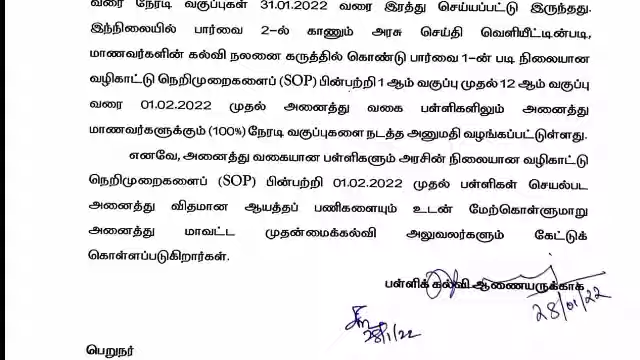 வரை நேரடி வகுப்புகள் 31.01.2022 வரை இரத்து செய்யப்பட்டு இருந்தது.
இந்நிலையில் பார்வை 2-ல் காணும் அரசு செய்தி வெளியீட்டின்படி,
மாணவர்களின் கல்வி நலனை கருத்தில் கொண்டு பார்வை 1-ன் படி நிலையான
வழிகாட்டு நெறிமுறைகளைப் (SOP) பின்பற்றி 1 ஆம் வகுப்பு முதல் 12 ஆம் வகுப்பு
வரை 01.02.2022 முதல் அனைத்து வகை பள்ளிகளிலும் அனைத்து
மாணவர்களுக்கும் (100%) நேரடி வகுப்புகளை நடத்த அனுமதி வழங்கப்பட்டுள்ளது.
எனவே, அனைத்து வகையான பள்ளிகளும் அரசின் நிலையான வழிகாட்டு
நெறிமுறைகளைப் (SOP) பின்பற்றி 01.02.2022 முதல் பள்ளிகள் செயல்பட
அனைத்து விதமான ஆயத்தப் பணிகளையும் உடன் மேற்கொள்ளுமாறு
அனைத்து மாவட்ட முதன்மைக்கல்வி அலுவலர்களும் கேட்டுக்
கொள்ளப்படுகிறார்கள்.
பள்ளிக் கல்வி ஆணையருக்காக
28/01/22
28/1/22
பெறுநர்